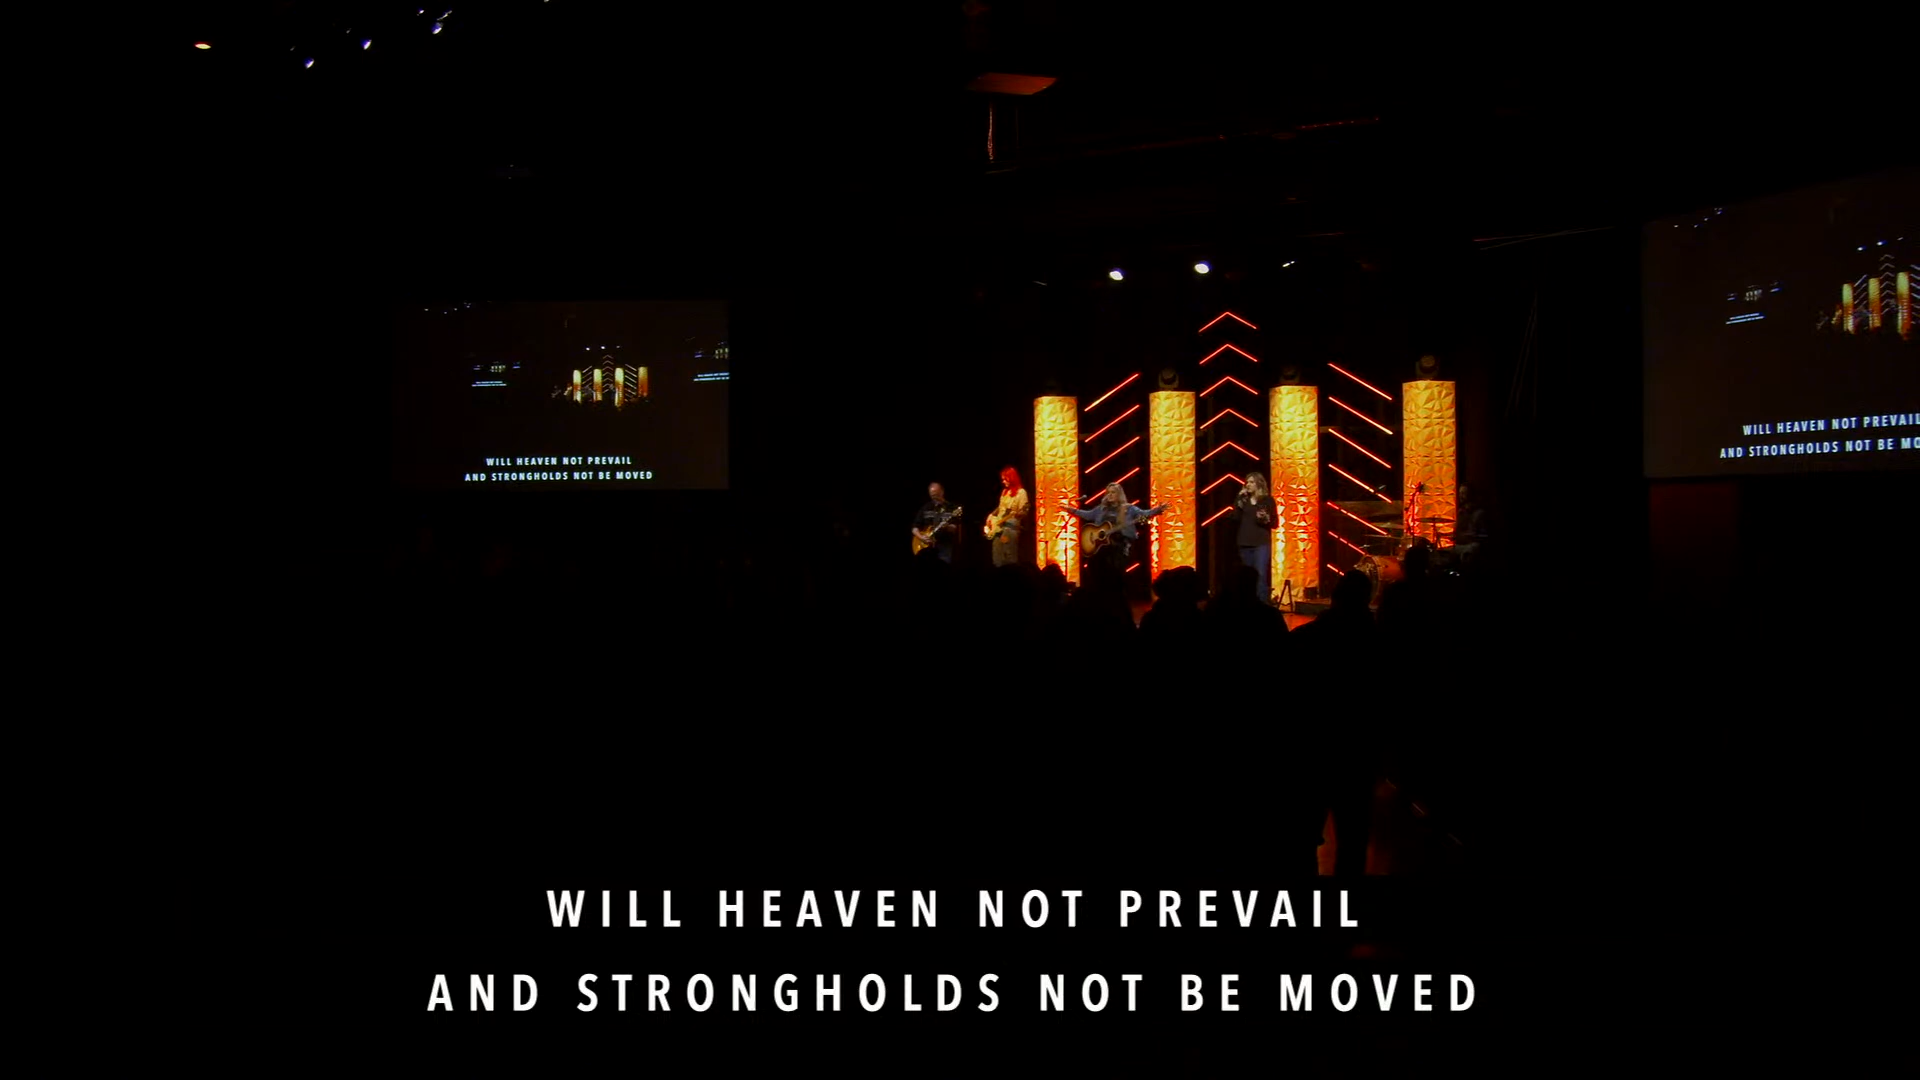 WILL HEAVEN NOT PREVAIL
AND STRONGHOLDS NOT BE MOVED
WILL HEAVEN NOT PREVAIL
AND STRONGHOLDS NOT BE
WILL HEAVEN NOT PREVAIL
AND STRONGHOLDS NOT BE MOVED